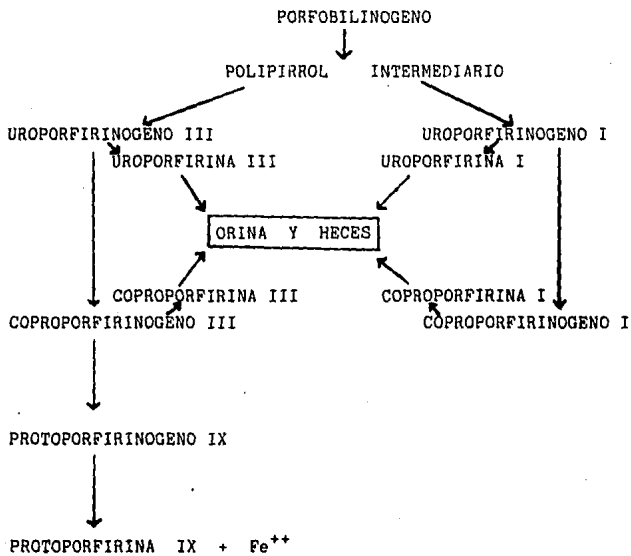 PORFOBILINOGENO
POLIPIRROL INTERMEDIARIO
UROPORFIRINOGENO III UROPORFIRINOGENO I
UROPORFIRINA III UROPORFIRINA I
ORINA Y HECES
COPROPORFIRINA III COPROPORFIRINA I
COPROPORFIRINOGENO III COPROPORFIRINOGENO I
PROTOPORFIRINOGENO IX
PROTOPORFIRINA IX + Fe++